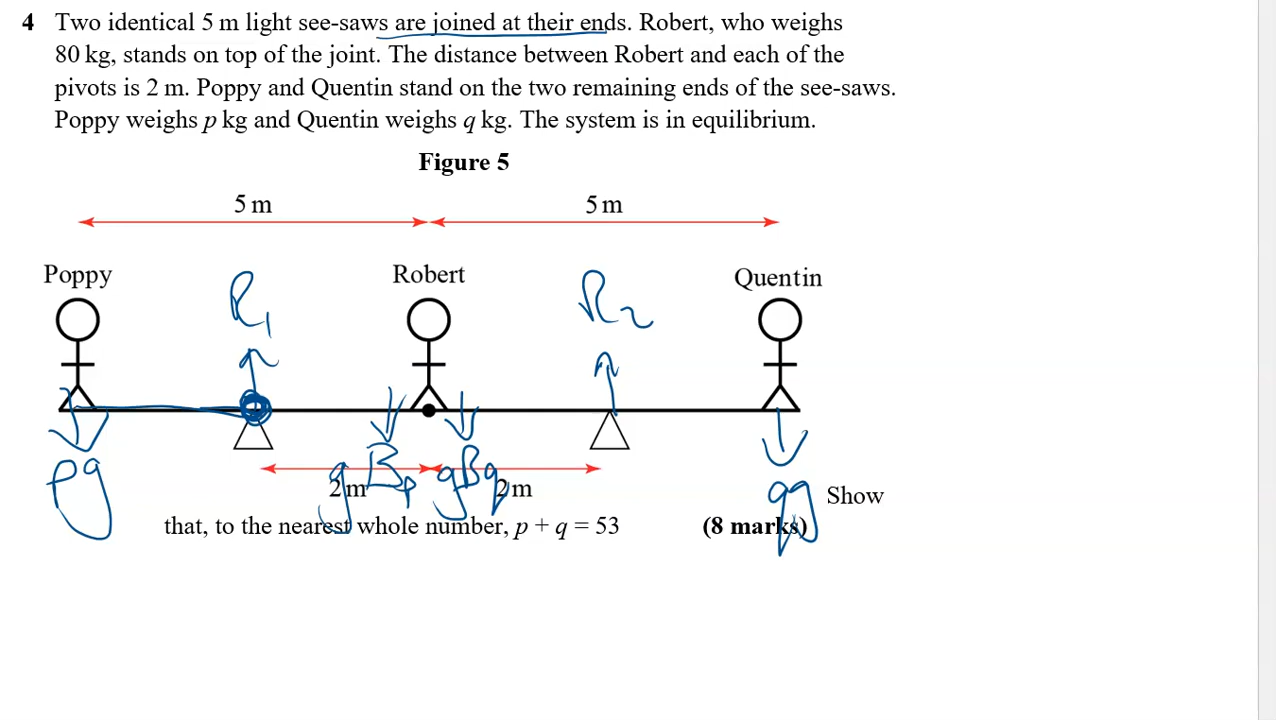 4 Two identical 5 m light see-saws are joined at their ends. Robert, who weighs
80 kg, stands on top of the joint. The distance between Robert and each of the
pivots is 2 m. Poppy and Quentin stand on the two remaining ends of the see-saws.
Poppy weighs p kg and Quentin weighs q kg. The system is in equilibrium.
Figure 5
5 m 5 m
Poppy Robert Quentin
R₁ R₂
pg gBp gBq qg
2 m 2 m Show
that, to the nearest whole number, p + q = 53 (8 marks)